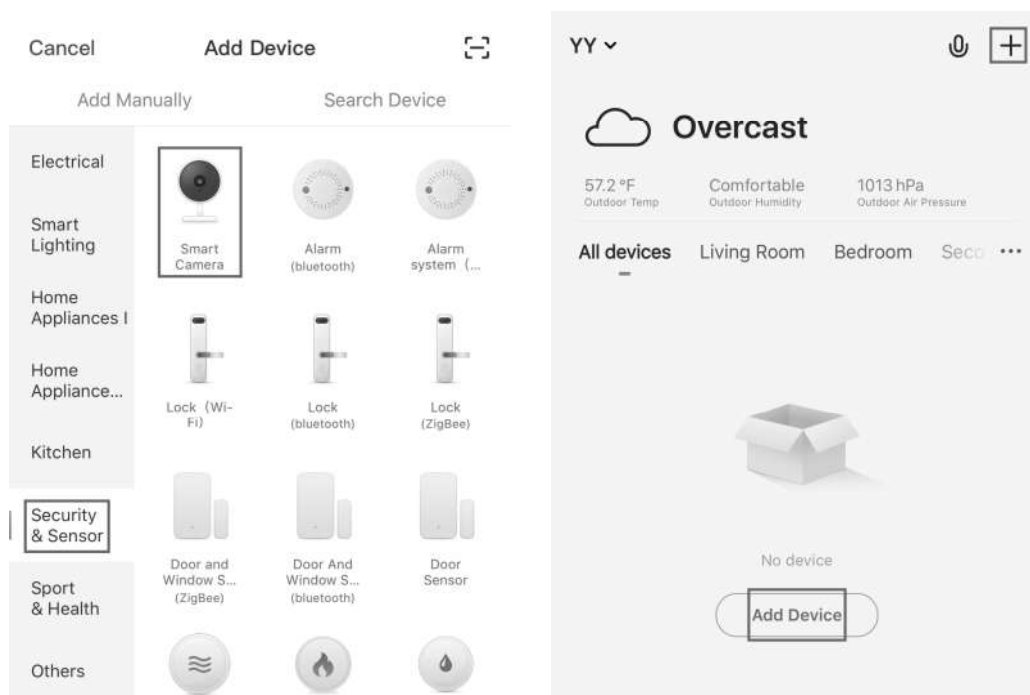 Cancel
Add Device
Add Manually
Search Device
Electrical
Smart
Lighting
Home
Appliances I
Home
Appliance...
Kitchen
Security
& Sensor
Sport
& Health
Others
Smart
Camera
Alarm
(bluetooth)
Alarm
system (...
Lock (Wi-
Fi)
Lock
(bluetooth)
Lock
(ZigBee)
Door and
Window S...
(ZigBee)
Door And
Window S...
(bluetooth)
Door
Sensor
YY
Overcast
57.2 °F
Outdoor Temp
Comfortable
Outdoor Humidity
1013 hPa
Outdoor Air Pressure
All devices
Living Room
Bedroom
Seco
No device
Add Device